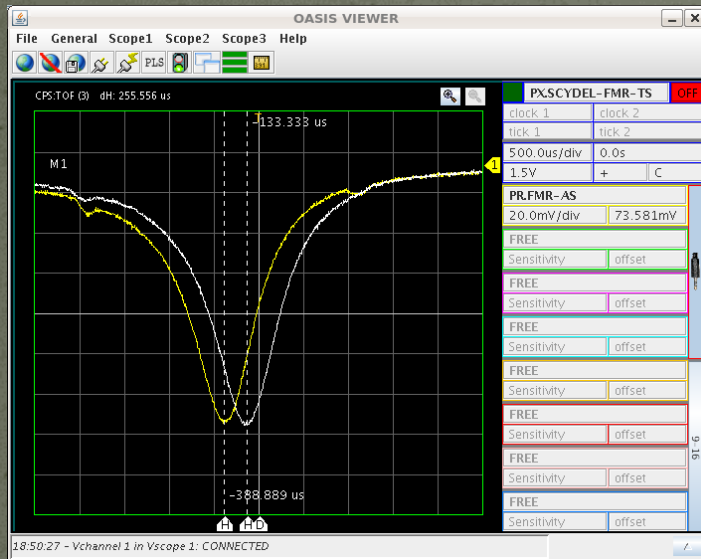 OASIS VIEWER
File General Scope1 Scope2 Scope3 Help
PLS
CPS:TOF (3) dH: 255.556 us
-133.333 us
M1
1
-388.889 us
H H D
PX.SCYDEL-FMR-TS OFF
clock 1 clock 2
tick 1 tick 2
500.0us/div 0.0s
1.5V + C
PR.FMR-AS
20.0mV/div 73.581mV
FREE
Sensitivity offset
FREE
Sensitivity offset
FREE
Sensitivity offset
FREE
Sensitivity offset
FREE
Sensitivity offset
FREE
Sensitivity offset
FREE
Sensitivity offset
9-16
18:50:27 - Vchannel 1 in Vscope 1: CONNECTED